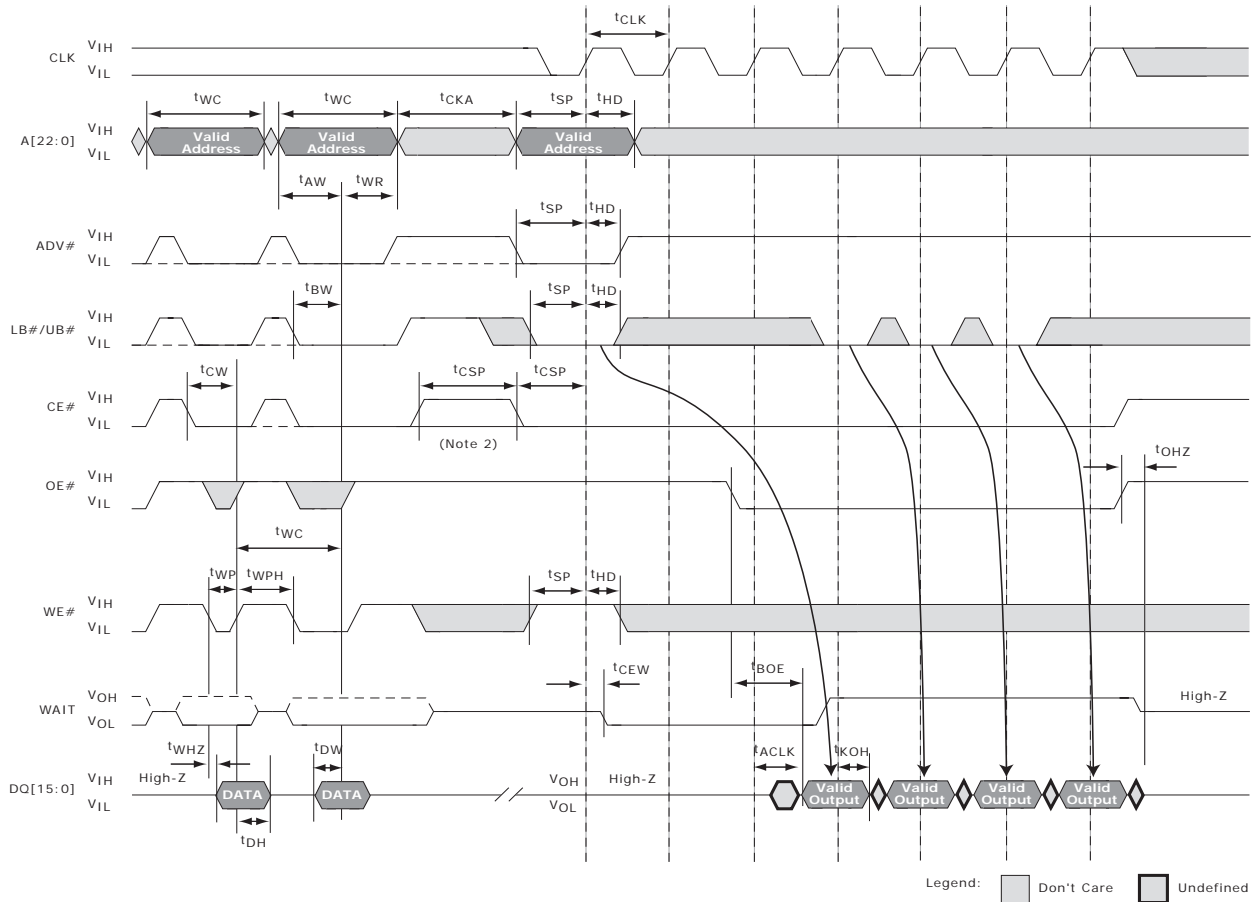 tCLK
CLK VIH
VIL
tWC tWC tCKA tSP tHD
A[22:0] VIH
VIL
Valid Address Valid Address Valid Address
tAW tWR
tSP tHD
ADV# VIH
VIL
tBW tSP tHD
LB#/UB# VIH
VIL
tCW tCSP tCSP
CE# VIH
VIL
(Note 2)
tOHZ
OE# VIH
VIL
tWC
tWP tWPH tSP tHD
WE# VIH
VIL
tCEW tBOE
WAIT VOH
VOL
High-Z
tWHZ tDW tACLK tKOH
DQ[15:0] VIH
VIL
High-Z DATA DATA
VOH
VOL
High-Z
Valid Output Valid Output Valid Output Valid Output
tDH
Legend: Don't Care Undefined